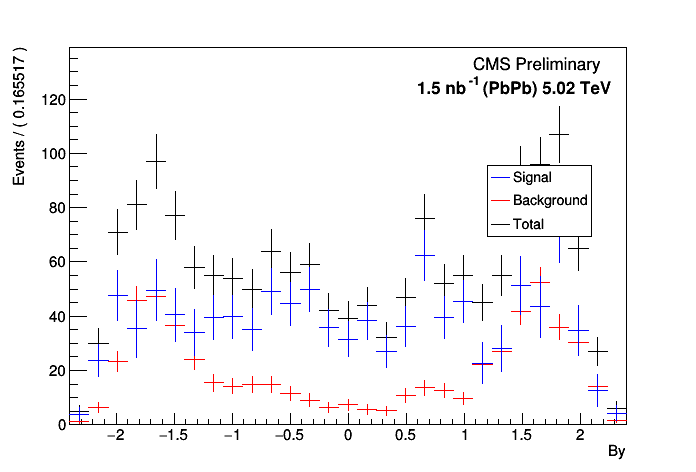 CMS Preliminary
1.5 nb-1 (PbPb) 5.02 TeV
Events / ( 0.165517 )
120
100
80
60
40
20
0
Signal
Background
Total
−2 −1.5 −1 −0.5 0 0.5 1 1.5 2
By